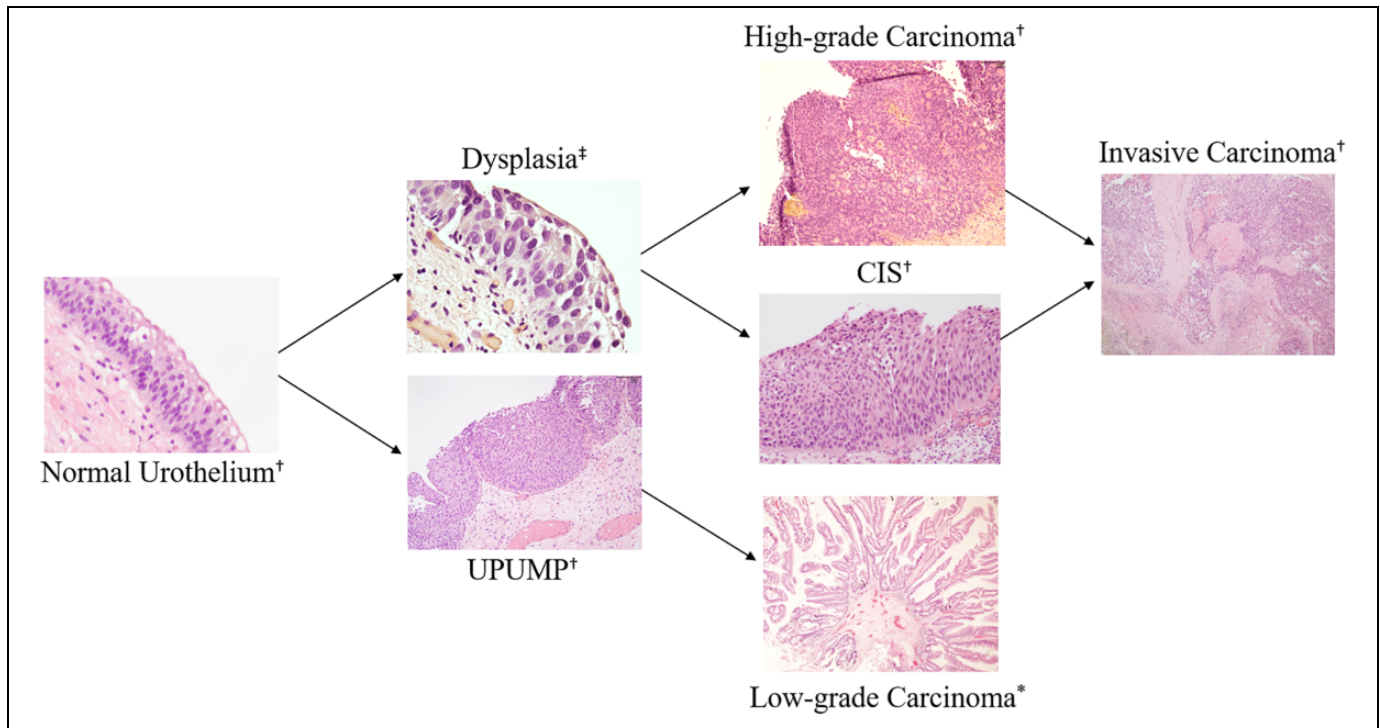 High-grade Carcinoma†
Dysplasia‡
Invasive Carcinoma†
CIS†
Normal Urothelium†
UPUMP†
Low-grade Carcinoma*